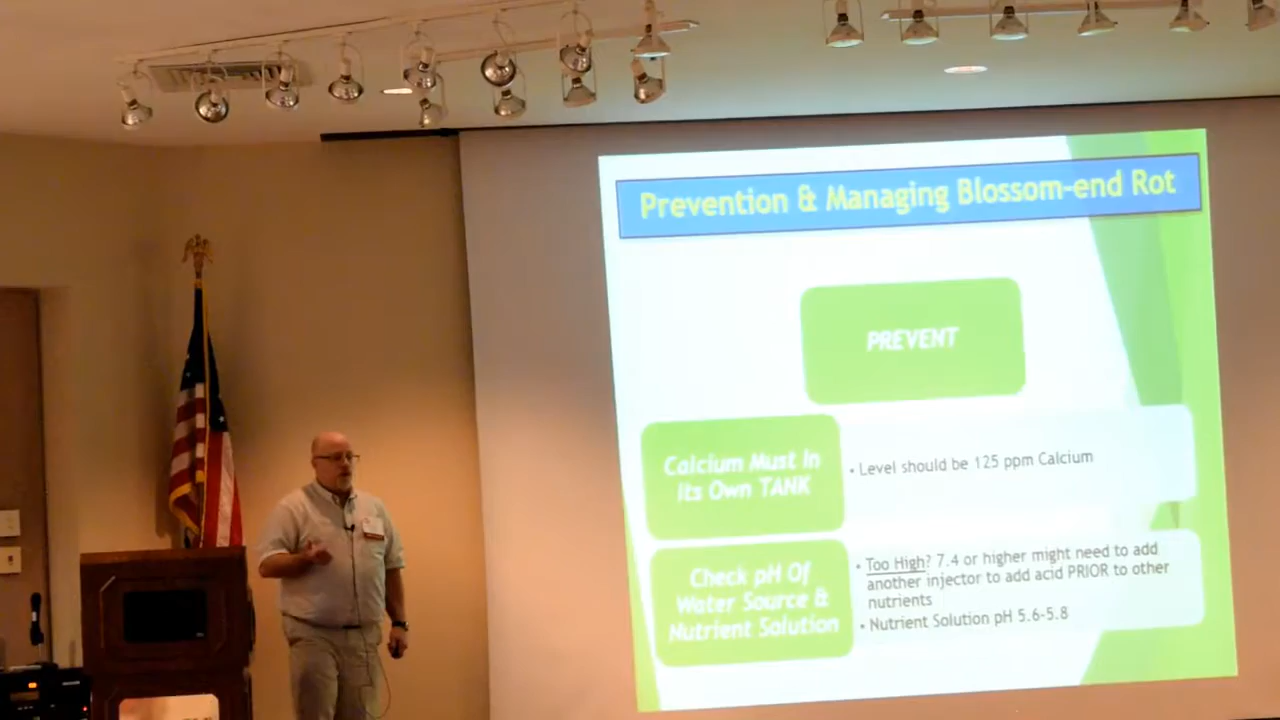 Prevention & Managing Blossom-end Rot
PREVENT
Calcium Must in
Its Own TANK
• Level should be 125 ppm Calcium
Check pH Of
Water Source &
Nutrient Solution
• Too High? 7.4 or higher might need to add
another injector to add acid PRIOR to other
nutrients
• Nutrient Solution pH 5.6-5.8